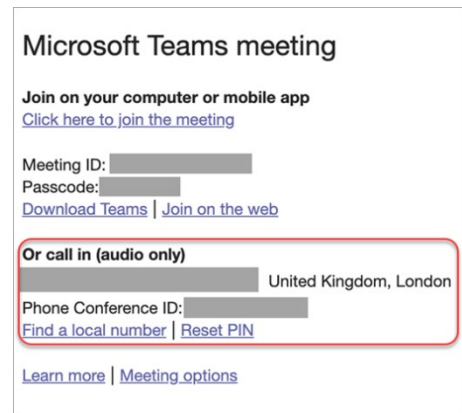 Microsoft Teams meeting
Join on your computer or mobile app
Click here to join the meeting
Meeting ID:
Passcode:
Download Teams | Join on the web
Or call in (audio only)
United Kingdom, London
Phone Conference ID:
Find a local number | Reset PIN
Learn more | Meeting options